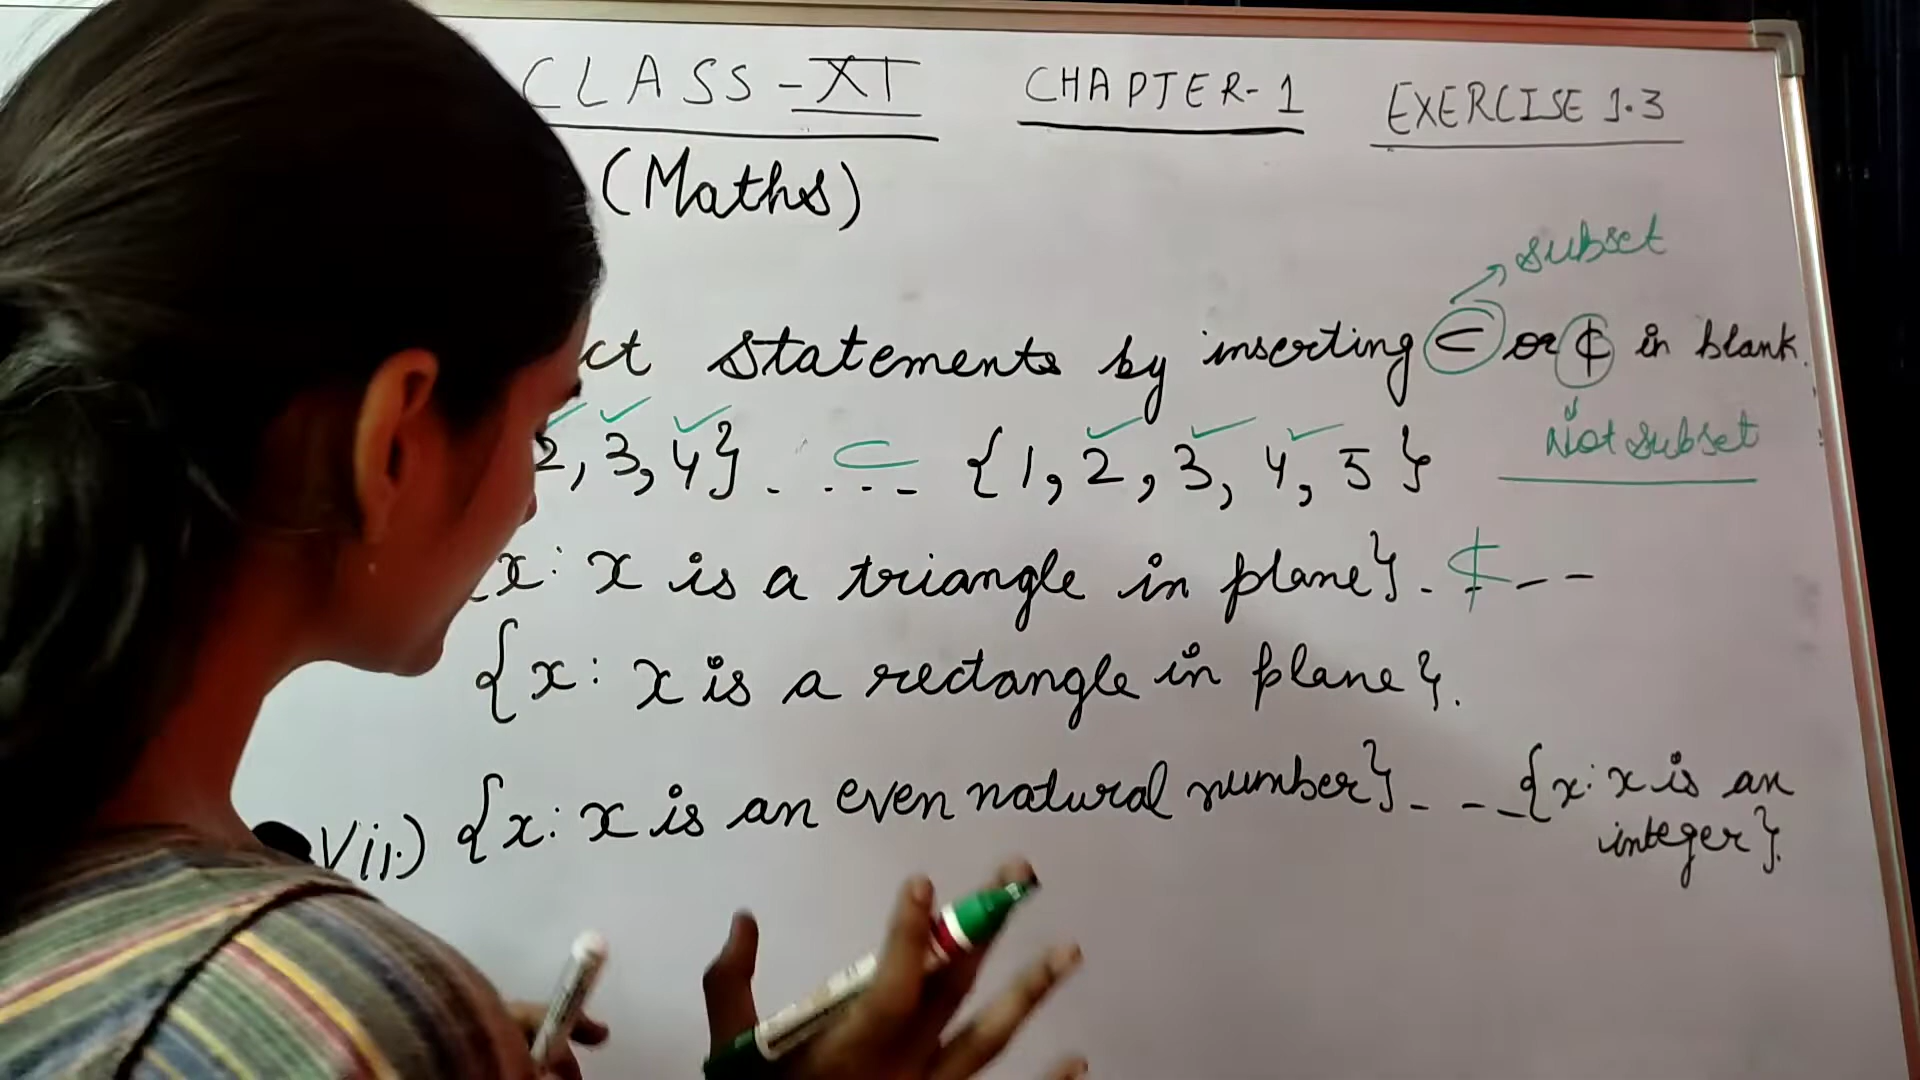 CLASS - XI CHAPTER - 1 EXERCISE 1.3
(Maths)
subset
ct statements by inserting ⊂ or ⊄ in blank.
Not subset
2, 3, 4} . ⊂ . . . {1, 2, 3, 4, 5}
x : x is a triangle in plane} - ⊄ - -
{x : x is a rectangle in plane}.
vii.) {x : x is an even natural number} - - - {x : x is an
integer}.